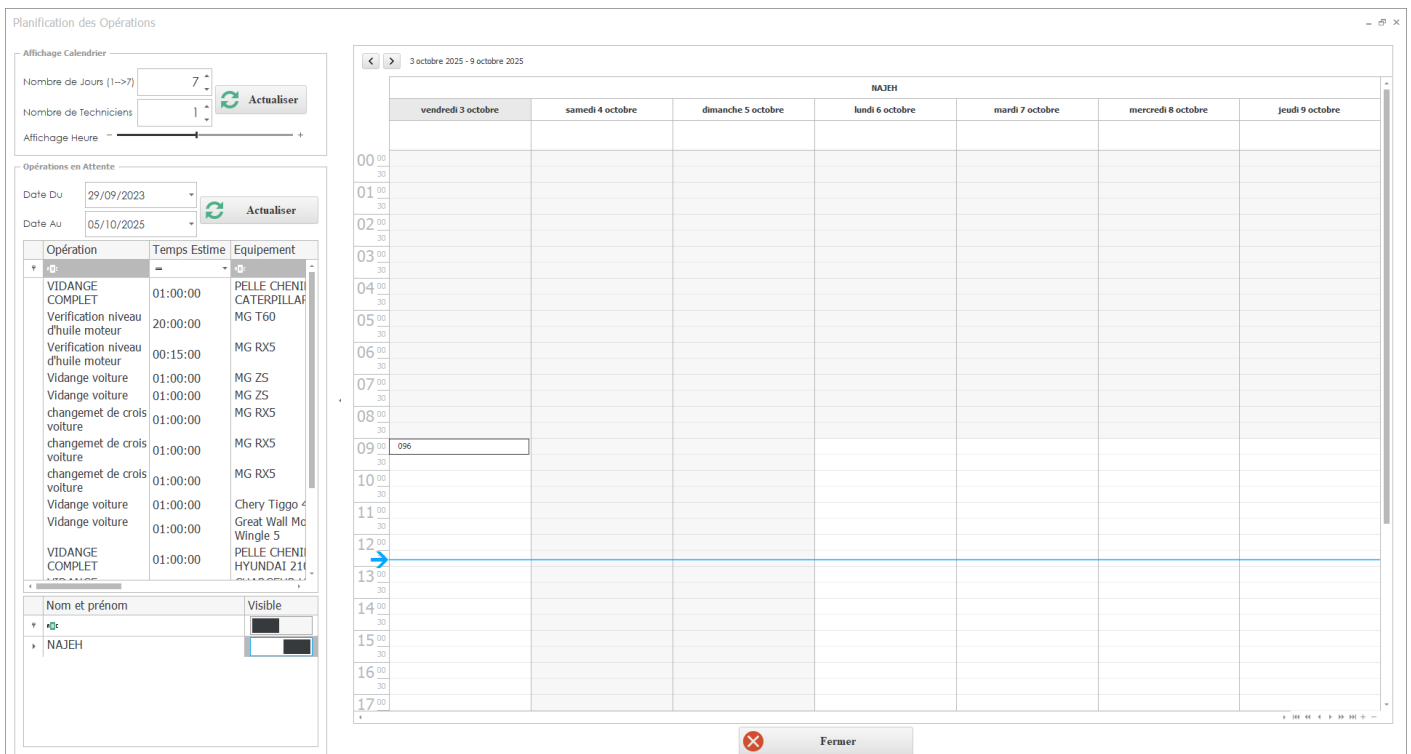 Planification des Opérations
Affichage Calendrier
Nombre de Jours (1-->7)
7
Nombre de Techniciens
1
Actualiser
Affichage Heure
−
+
Opérations en Attente
Date Du
29/09/2023
Date Au
05/10/2025
Actualiser
Opération Temps Estime Equipement
=
VIDANGE
COMPLET
01:00:00
PELLE CHENI
CATERPILLAR
Verification niveau
d'huile moteur
20:00:00
MG T60
Verification niveau
d'huile moteur
00:15:00
MG RX5
Vidange voiture 01:00:00 MG ZS
Vidange voiture 01:00:00 MG ZS
changemet de crois
voiture
01:00:00
MG RX5
changemet de crois
voiture
01:00:00
MG RX5
changemet de crois
voiture
01:00:00
MG RX5
Vidange voiture 01:00:00 Chery Tiggo 4
Vidange voiture
01:00:00
Great Wall Mo
Wingle 5
VIDANGE
COMPLET
01:00:00
PELLE CHENI
HYUNDAI 210
Nom et prénom Visible
NAJEH
3 octobre 2025 - 9 octobre 2025
NAJEH
vendredi 3 octobre samedi 4 octobre dimanche 5 octobre lundi 6 octobre mardi 7 octobre mercredi 8 octobre jeudi 9 octobre
00 00
30
01 00
30
02 00
30
03 00
30
04 00
30
05 00
30
06 00
30
07 00
30
08 00
30
09 00 096
30
10 00
30
11 00
30
12 00
13 00
30
14 00
30
15 00
30
16 00
30
17 00
Fermer